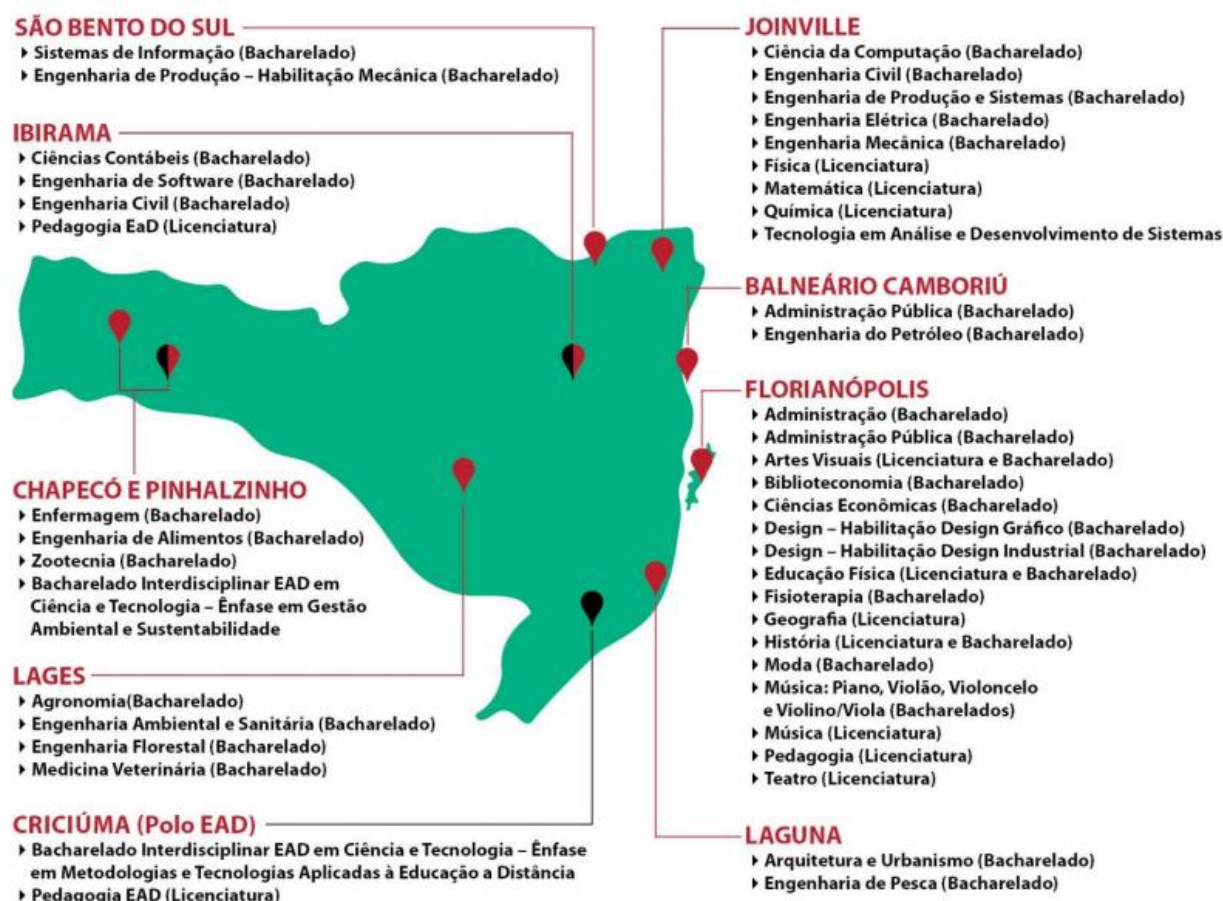 SÃO BENTO DO SUL
Sistemas de Informação (Bacharelado)
Engenharia de Produção – Habilitação Mecânica (Bacharelado)
IBIRAMA
Ciências Contábeis (Bacharelado)
Engenharia de Software (Bacharelado)
Engenharia Civil (Bacharelado)
Pedagogia EaD (Licenciatura)
CHAPECÓ E PINHALZINHO
Enfermagem (Bacharelado)
Engenharia de Alimentos (Bacharelado)
Zootecnia (Bacharelado)
Bacharelado Interdisciplinar EAD em
Ciência e Tecnologia – Ênfase em Gestão
Ambiental e Sustentabilidade
LAGES
Agronomia(Bacharelado)
Engenharia Ambiental e Sanitária (Bacharelado)
Engenharia Florestal (Bacharelado)
Medicina Veterinária (Bacharelado)
CRICIÚMA (Polo EAD)
Bacharelado Interdisciplinar EAD em Ciência e Tecnologia – Ênfase
em Metodologias e Tecnologias Aplicadas à Educação a Distância
Pedagogia EAD (Licenciatura)
JOINVILLE
Ciência da Computação (Bacharelado)
Engenharia Civil (Bacharelado)
Engenharia de Produção e Sistemas (Bacharelado)
Engenharia Elétrica (Bacharelado)
Engenharia Mecânica (Bacharelado)
Física (Licenciatura)
Matemática (Licenciatura)
Química (Licenciatura)
Tecnologia em Análise e Desenvolvimento de Sistemas
BALNEÁRIO CAMBORIÚ
Administração Pública (Bacharelado)
Engenharia do Petróleo (Bacharelado)
FLORIANÓPOLIS
Administração (Bacharelado)
Administração Pública (Bacharelado)
Artes Visuais (Licenciatura e Bacharelado)
Biblioteconomia (Bacharelado)
Ciências Econômicas (Bacharelado)
Design – Habilitação Design Gráfico (Bacharelado)
Design – Habilitação Design Industrial (Bacharelado)
Educação Física (Licenciatura e Bacharelado)
Fisioterapia (Bacharelado)
Geografia (Licenciatura)
História (Licenciatura e Bacharelado)
Moda (Bacharelado)
Música: Piano, Violão, Violoncelo
e Violino/Viola (Bacharelados)
Música (Licenciatura)
Pedagogia (Licenciatura)
Teatro (Licenciatura)
LAGUNA
Arquitetura e Urbanismo (Bacharelado)
Engenharia de Pesca (Bacharelado)